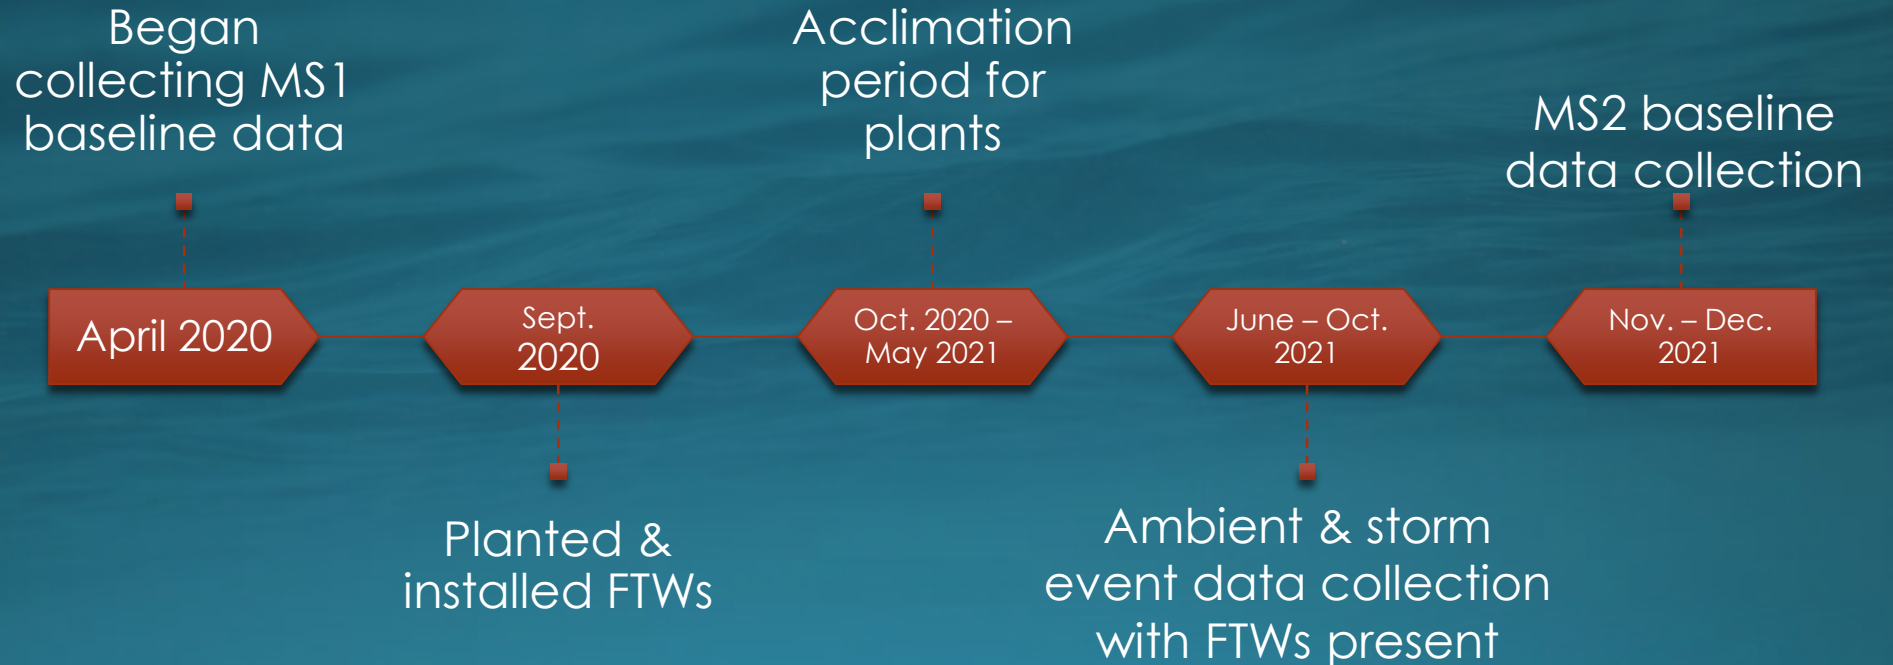 Began
collecting MS1
baseline data
Acclimation
period for
plants
MS2 baseline
data collection
April 2020
Sept.
2020
Oct. 2020 –
May 2021
June – Oct.
2021
Nov. – Dec.
2021
Planted &
installed FTWs
Ambient & storm
event data collection
with FTWs present